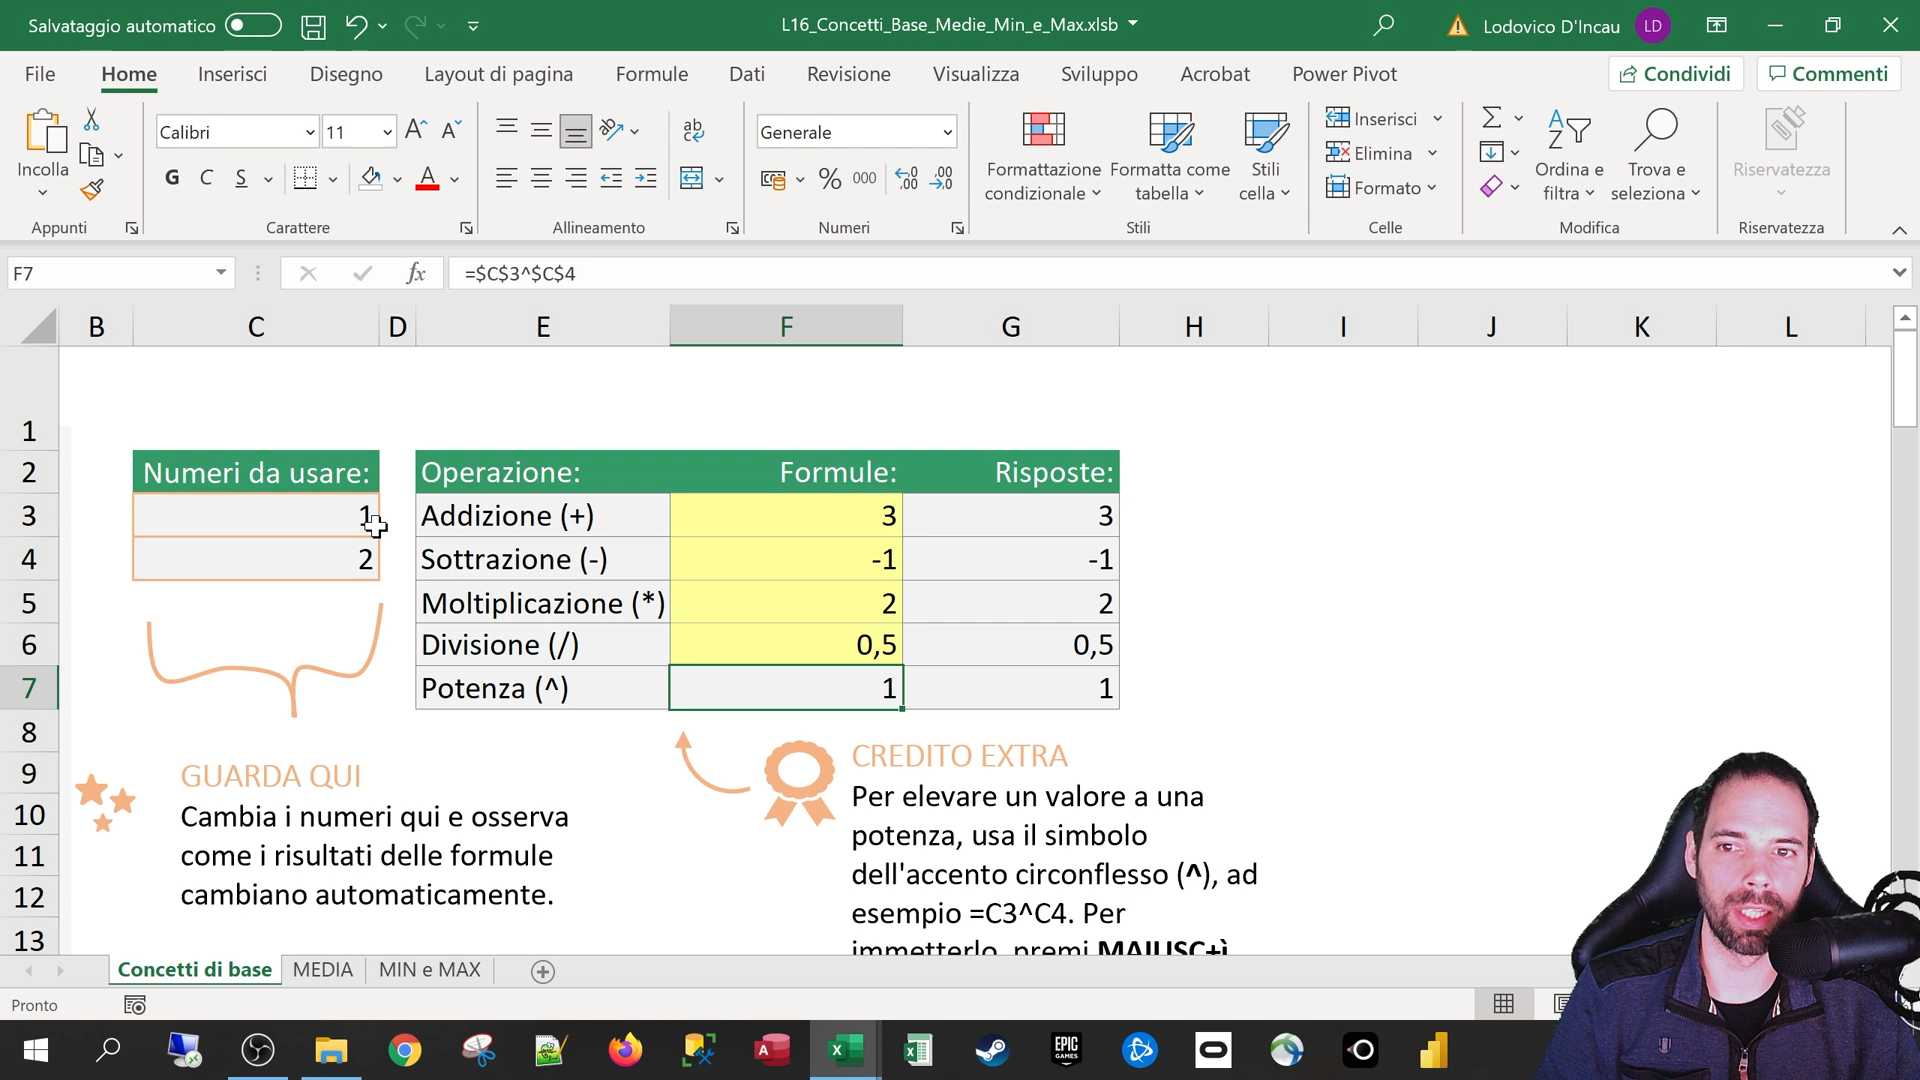 Salvataggio automatico
L16_Concetti_Base_Medie_Min_e_Max.xlsb
Lodovico D'Incau LD
File Home Inserisci Disegno Layout di pagina Formule Dati Revisione Visualizza Sviluppo Acrobat Power Pivot Condividi Commenti
Incolla
Calibri 11
G C S
Generale
% 000
Formattazione condizionale
Formatta come tabella
Stili cella
Inserisci
Elimina
Formato
Ordina e filtra
Trova e seleziona
Riservatezza
Appunti Carattere Allineamento Numeri Stili Celle Modifica Riservatezza
F7 fx =$C$3^$C$4
B C D E F G H I J K L
1
2 Numeri da usare: Operazione: Formule: Risposte:
3 1 Addizione (+) 3 3
4 2 Sottrazione (-) -1 -1
5 Moltiplicazione (*) 2 2
6 Divisione (/) 0,5 0,5
7 Potenza (^) 1 1
8
9
10
11
12
13
GUARDA QUI
Cambia i numeri qui e osserva
come i risultati delle formule
cambiano automaticamente.
CREDITO EXTRA
Per elevare un valore a una
potenza, usa il simbolo
dell'accento circonflesso (^), ad
esempio =C3^C4. Per
immetterlo, premi MAIUSC+ì
Concetti di base MEDIA MIN e MAX
Pronto
EPIC GAMES